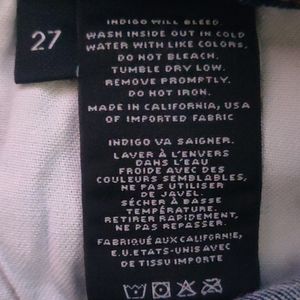 27
INDIGO WILL BLEED.
WASH INSIDE OUT IN COLD
WATER WITH LIKE COLORS.
DO NOT BLEACH.
TUMBLE DRY LOW.
REMOVE PROMPTLY.
DO NOT IRON.
MADE IN CALIFORNIA, USA
OF IMPORTED FABRIC
INDIGO VA SAIGNER.
LAVER À L'ENVERS
DANS L'EAU
FROIDE AVEC DES
COULEURS SEMBLABLES,
NE PAS UTILISER
DE JAVEL.
SÉCHER À BASSE
TEMPÉRATURE.
RETIRER RAPIDEMENT,
NE PAS REPASSER.
FABRIQUÉ AUX CALIFORNIE,
E.U.ETATS-UNIS AVEC
DE TISSU IMPORTE